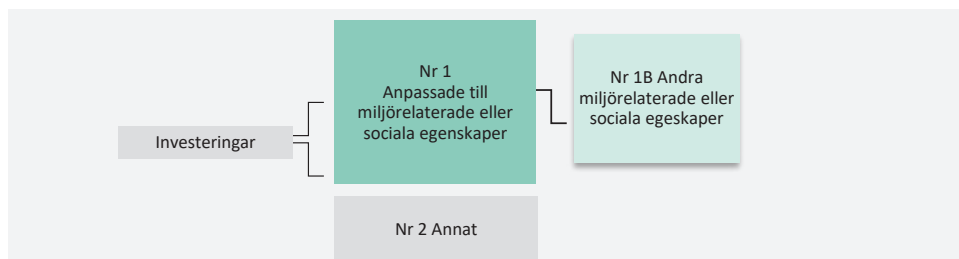 Investeringar
Nr 1
Anpassade till
miljörelaterade eller
sociala egenskaper
Nr 1B Andra
miljörelaterade eller
sociala egeskaper
Nr 2 Annat